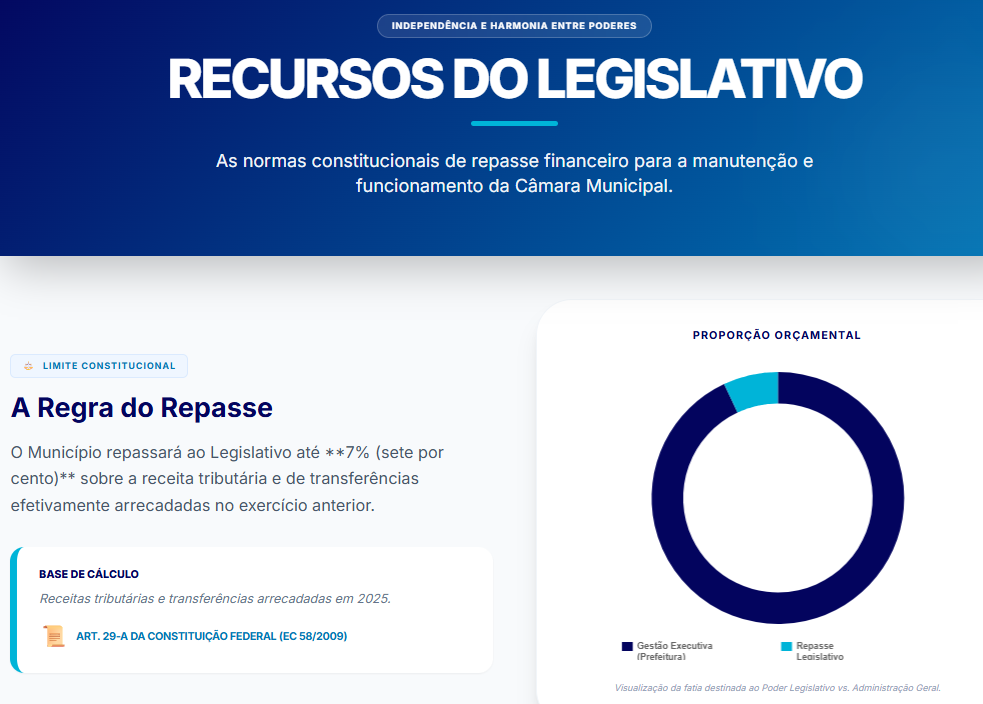 INDEPENDÊNCIA E HARMONIA ENTRE PODERES
RECURSOS DO LEGISLATIVO
As normas constitucionais de repasse financeiro para a manutenção e
funcionamento da Câmara Municipal.
LIMITE CONSTITUCIONAL
A Regra do Repasse
O Município repassará ao Legislativo até **7% (sete por
cento)** sobre a receita tributária e de transferências
efetivamente arrecadadas no exercício anterior.
BASE DE CÁLCULO
Receitas tributárias e transferências arrecadadas em 2025.
ART. 29-A DA CONSTITUIÇÃO FEDERAL (EC 58/2009)
PROPORÇÃO ORÇAMENTAL
Gestão Executiva
(Prefeitura)
Repasse
Legislativo
Visualização da fatia destinada ao Poder Legislativo vs. Administração Geral.